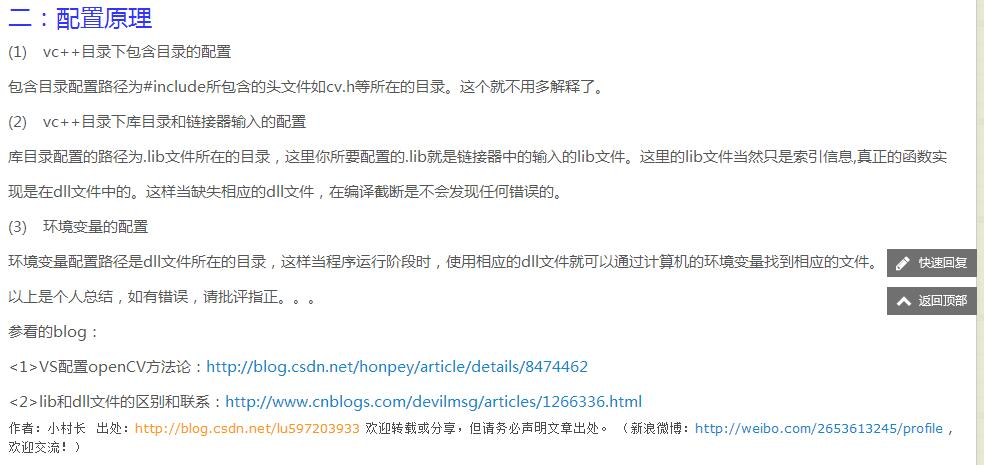 二：配置原理
(1) vc++目录下包含目录的配置
包含目录配置路径为#include所包含的头文件如cv.h等所在的目录。这个就不用多解释了。
(2) vc++目录下库目录和链接器输入的配置
库目录配置的路径为.lib文件所在的目录，这里你所要配置的.lib就是链接器中的输入的lib文件。这里的lib文件当然只是索引信息,真正的函数实
现是在dll文件中的。这样当缺失相应的dll文件，在编译截断是不会发现任何错误的。
(3) 环境变量的配置
环境变量配置路径是dll文件所在的目录，这样当程序运行阶段时，使用相应的dll文件就可以通过计算机的环境变量找到相应的文件。
快速回复
以上是个人总结，如有错误，请批评指正。。。
返回顶部
参看的blog：
<1>VS配置openCV方法论：http://blog.csdn.net/honpey/article/details/8474462
<2>lib和dll文件的区别和联系：http://www.cnblogs.com/devilmsg/articles/1266336.html
作者：小村长 出处：http://blog.csdn.net/lu597203933 欢迎转载或分享，但请务必声明文章出处。 （新浪微博：http://weibo.com/2653613245/profile ，
欢迎交流！）